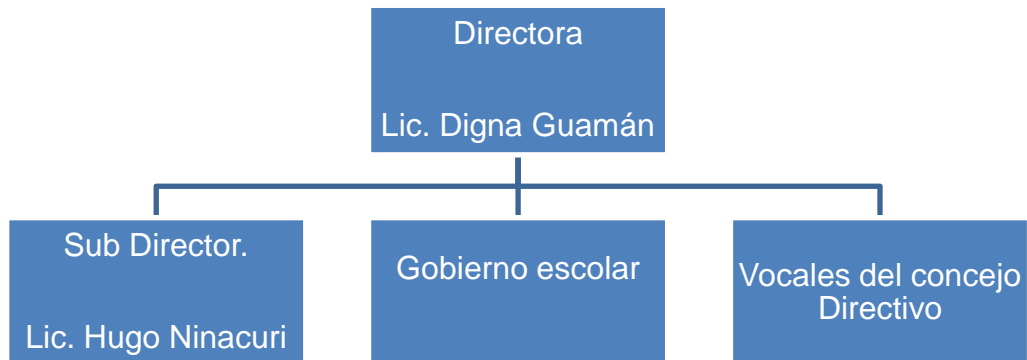 Directora
Lic. Digna Guamán
Sub Director.
Lic. Hugo Ninacuri
Gobierno escolar
Vocales del concejo
Directivo